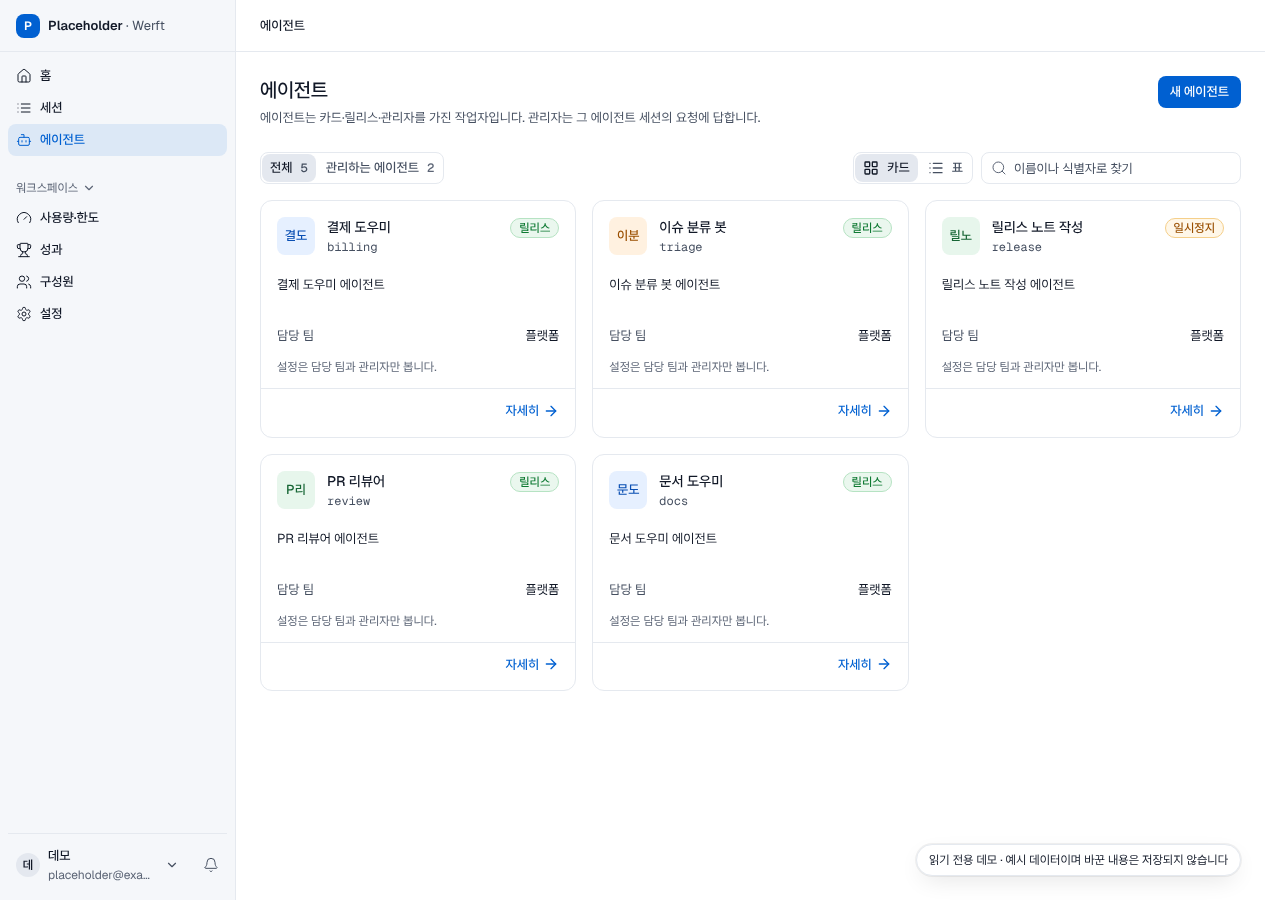 P Placeholder · Werft
홈
세션
에이전트
워크스페이스
사용량·한도
성과
구성원
설정
데 데모
placeholder@exa…
에이전트
에이전트
새 에이전트
에이전트는 카드·릴리스·관리자를 가진 작업자입니다. 관리자는 그 에이전트 세션의 요청에 답합니다.
전체 5 관리하는 에이전트 2
카드 표 이름이나 식별자로 찾기
결도 결제 도우미 릴리스
billing
결제 도우미 에이전트
담당 팀 플랫폼
설정은 담당 팀과 관리자만 봅니다.
자세히
이분 이슈 분류 봇 릴리스
triage
이슈 분류 봇 에이전트
담당 팀 플랫폼
설정은 담당 팀과 관리자만 봅니다.
자세히
릴노 릴리스 노트 작성 일시정지
release
릴리스 노트 작성 에이전트
담당 팀 플랫폼
설정은 담당 팀과 관리자만 봅니다.
자세히
P리 PR 리뷰어 릴리스
review
PR 리뷰어 에이전트
담당 팀 플랫폼
설정은 담당 팀과 관리자만 봅니다.
자세히
문도 문서 도우미 릴리스
docs
문서 도우미 에이전트
담당 팀 플랫폼
설정은 담당 팀과 관리자만 봅니다.
자세히
읽기 전용 데모 · 예시 데이터이며 바꾼 내용은 저장되지 않습니다